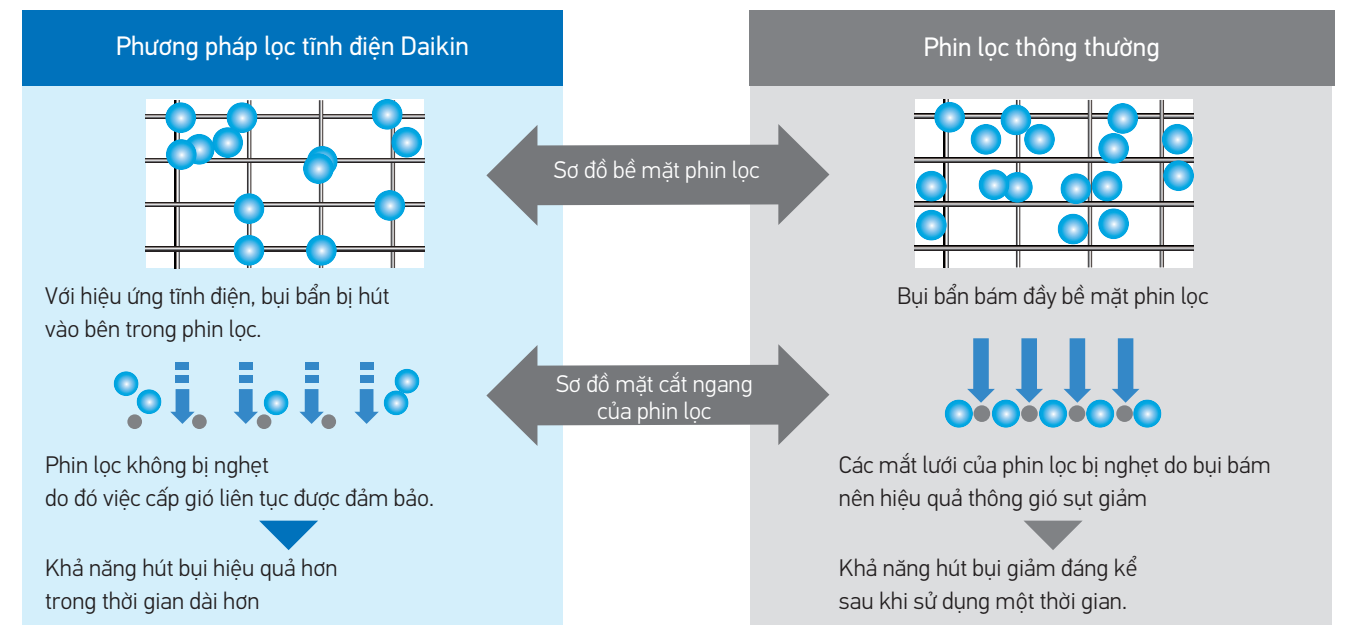 Phương pháp lọc tĩnh điện Daikin
Phin lọc thông thường
Sơ đồ bề mặt phin lọc
Với hiệu ứng tĩnh điện, bụi bẩn bị hút
vào bên trong phin lọc.
Bụi bẩn bám đầy bề mặt phin lọc
Sơ đồ mặt cắt ngang
của phin lọc
Phin lọc không bị nghẹt
do đó việc cấp gió liên tục được đảm bảo.
Các mắt lưới của phin lọc bị nghẹt do bụi bám
nên hiệu quả thông gió sụt giảm
Khả năng hút bụi hiệu quả hơn
trong thời gian dài hơn
Khả năng hút bụi giảm đáng kể
sau khi sử dụng một thời gian.